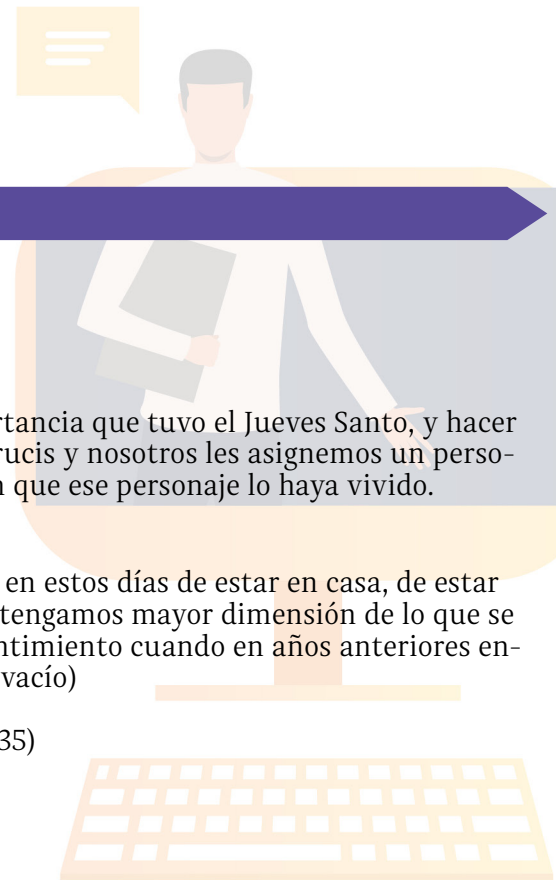 rtancia que tuvo el Jueves Santo, y hacer
rucis y nosotros les asignemos un perso-
n que ese personaje lo haya vivido.
en estos días de estar en casa, de estar
tengamos mayor dimensión de lo que se
ntimiento cuando en años anteriores en-
vacío)
35)